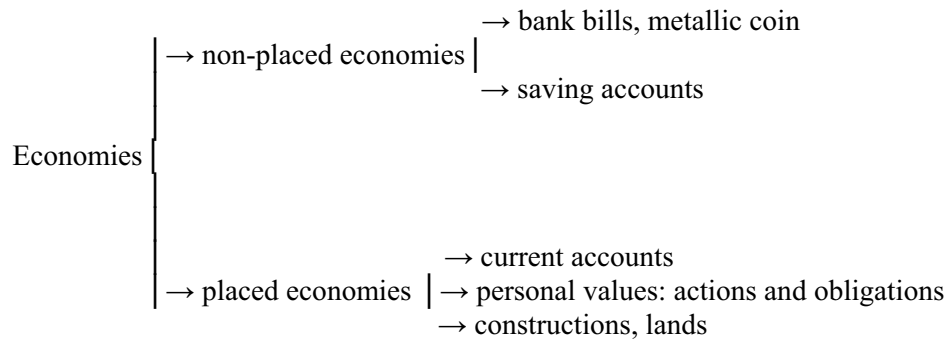 → bank bills, metallic coin
→ non-placed economies
→ saving accounts
Economies
→ current accounts
→ placed economies → personal values: actions and obligations
→ constructions, lands